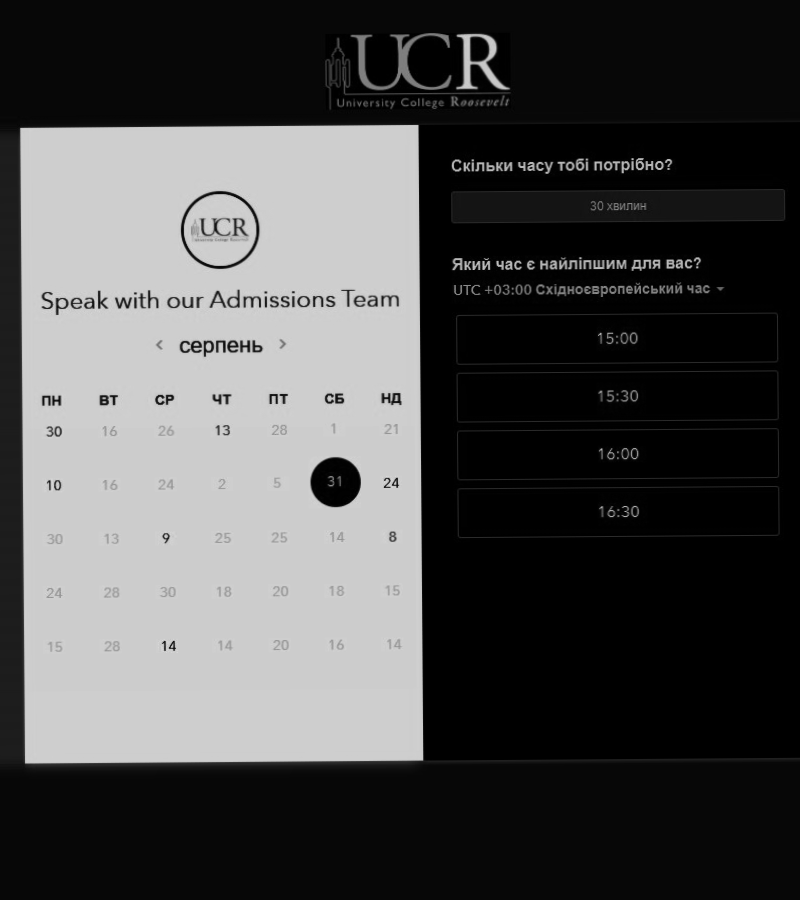 UCR
University College Roosevelt
UCR
University College Roosevelt
Speak with our Admissions Team
серпень
ПН ВТ СР ЧТ ПТ СБ НД
30 16 26 13 28 1 21
10 16 24 2 5 31 24
30 13 9 25 25 14 8
24 28 30 18 20 18 15
15 28 14 14 20 16 14
Скільки часу тобі потрібно?
30 хвилин
Який час є найліпшим для вас?
UTC +03:00 Східноєвропейський час
15:00
15:30
16:00
16:30